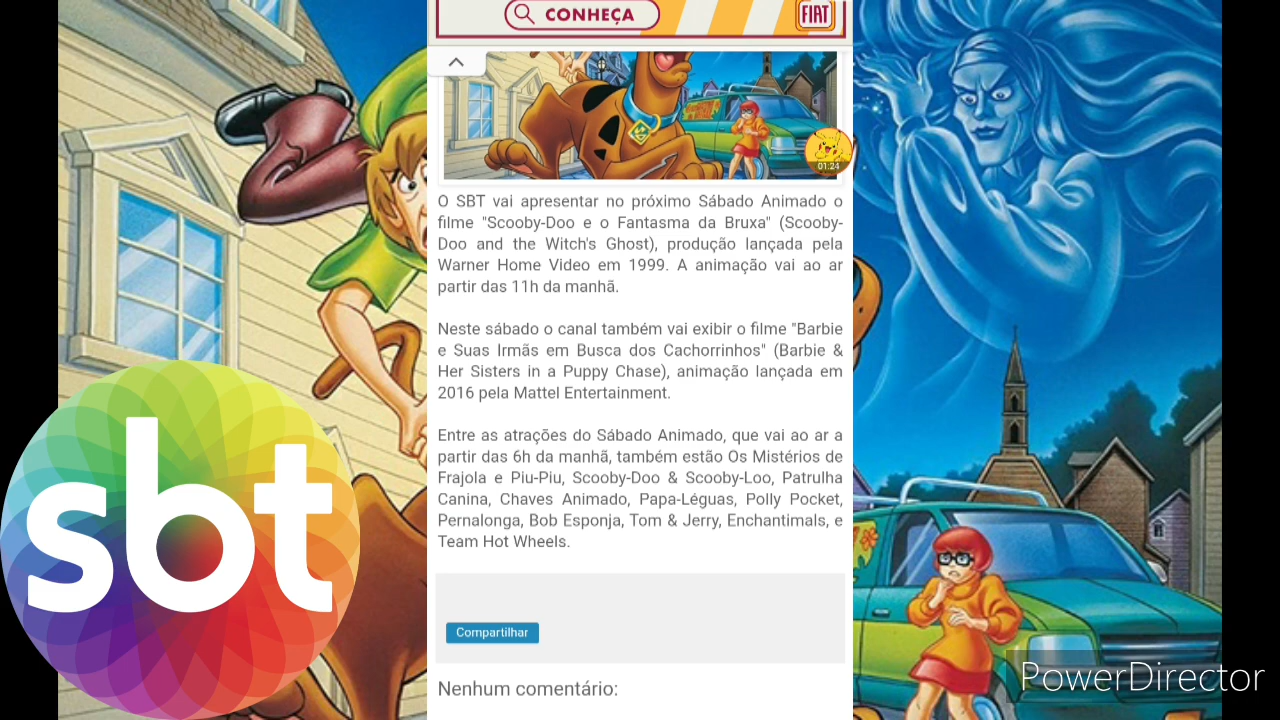 CONHEÇA
FIAT
01:24
O SBT vai apresentar no próximo Sábado Animado o
filme "Scooby-Doo e o Fantasma da Bruxa" (Scooby-
Doo and the Witch's Ghost), produção lançada pela
Warner Home Video em 1999. A animação vai ao ar
partir das 11h da manhã.
Neste sábado o canal também vai exibir o filme "Barbie
e Suas Irmãs em Busca dos Cachorrinhos" (Barbie &
Her Sisters in a Puppy Chase), animação lançada em
2016 pela Mattel Entertainment.
Entre as atrações do Sábado Animado, que vai ao ar a
partir das 6h da manhã, também estão Os Mistérios de
Frajola e Piu-Piu, Scooby-Doo & Scooby-Loo, Patrulha
Canina, Chaves Animado, Papa-Léguas, Polly Pocket,
Pernalonga, Bob Esponja, Tom & Jerry, Enchantimals, e
Team Hot Wheels.
Compartilhar
Nenhum comentário:
sbt
PowerDirector